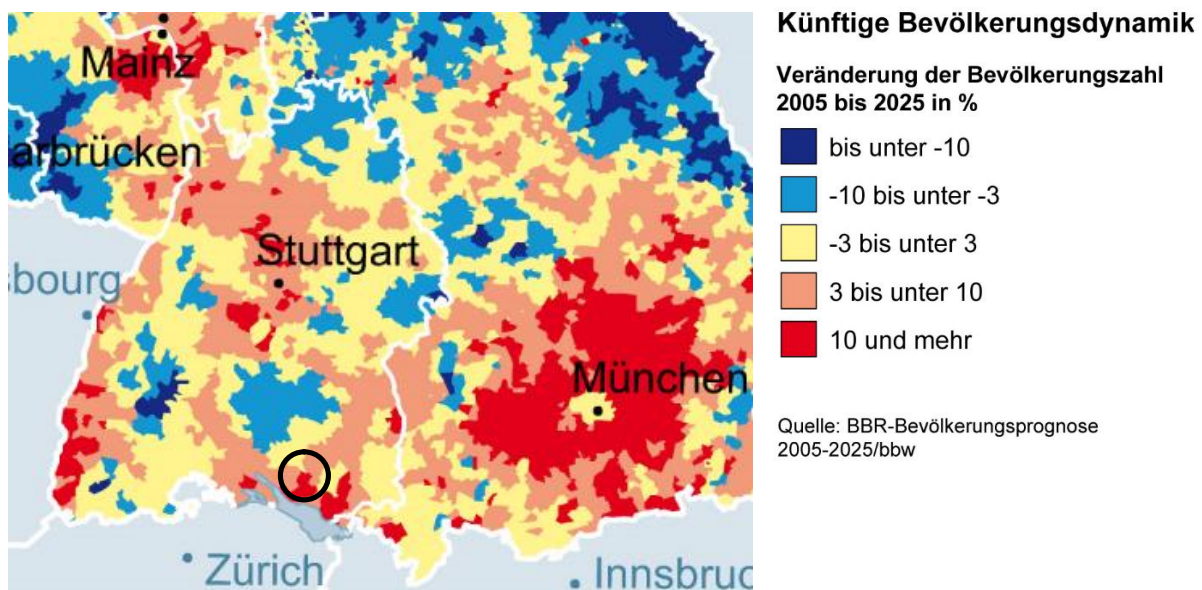 Mainz
arbrücken
Stuttgart
sbourg
München
Zürich
Innsbruc
Künftige Bevölkerungsdynamik
Veränderung der Bevölkerungszahl
2005 bis 2025 in %
bis unter -10
-10 bis unter -3
-3 bis unter 3
3 bis unter 10
10 und mehr
Quelle: BBR-Bevölkerungsprognose
2005-2025/bbw